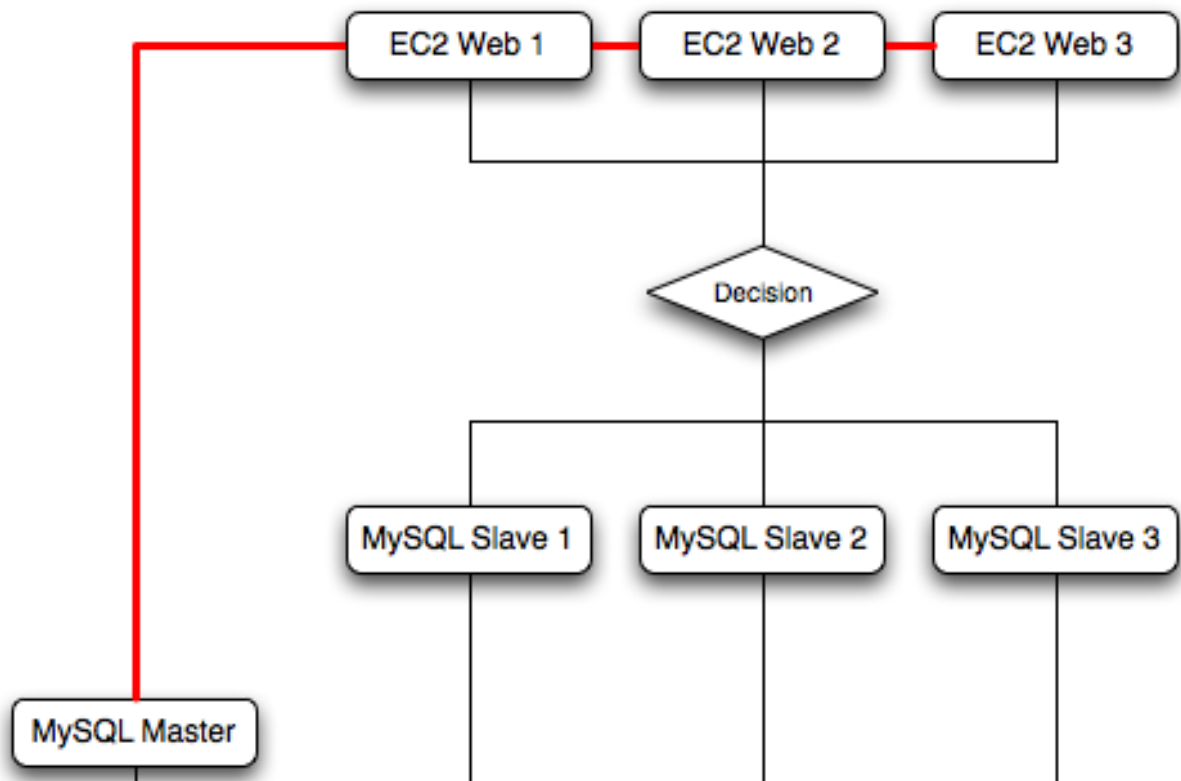 EC2 Web 1
EC2 Web 2
EC2 Web 3
Decision
MySQL Slave 1
MySQL Slave 2
MySQL Slave 3
MySQL Master